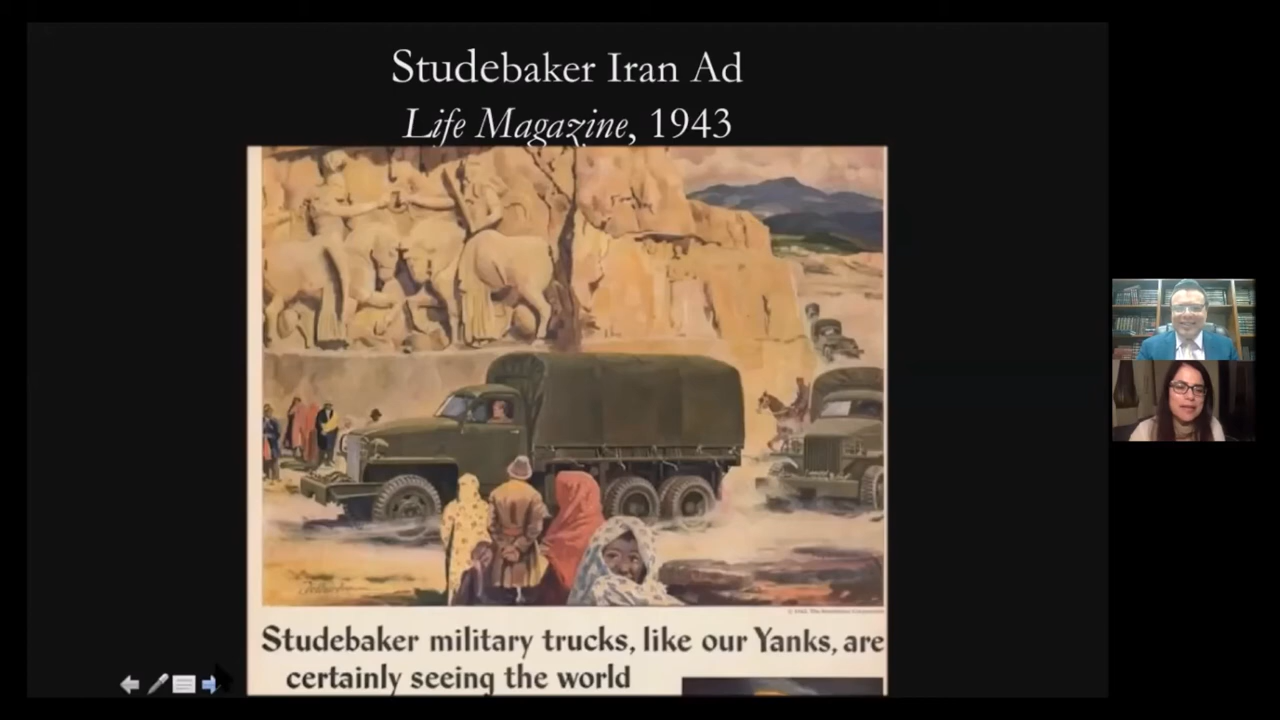 Studebaker Iran Ad
Life Magazine, 1943
Studebaker military trucks, like our Yanks, are
certainly seeing the world